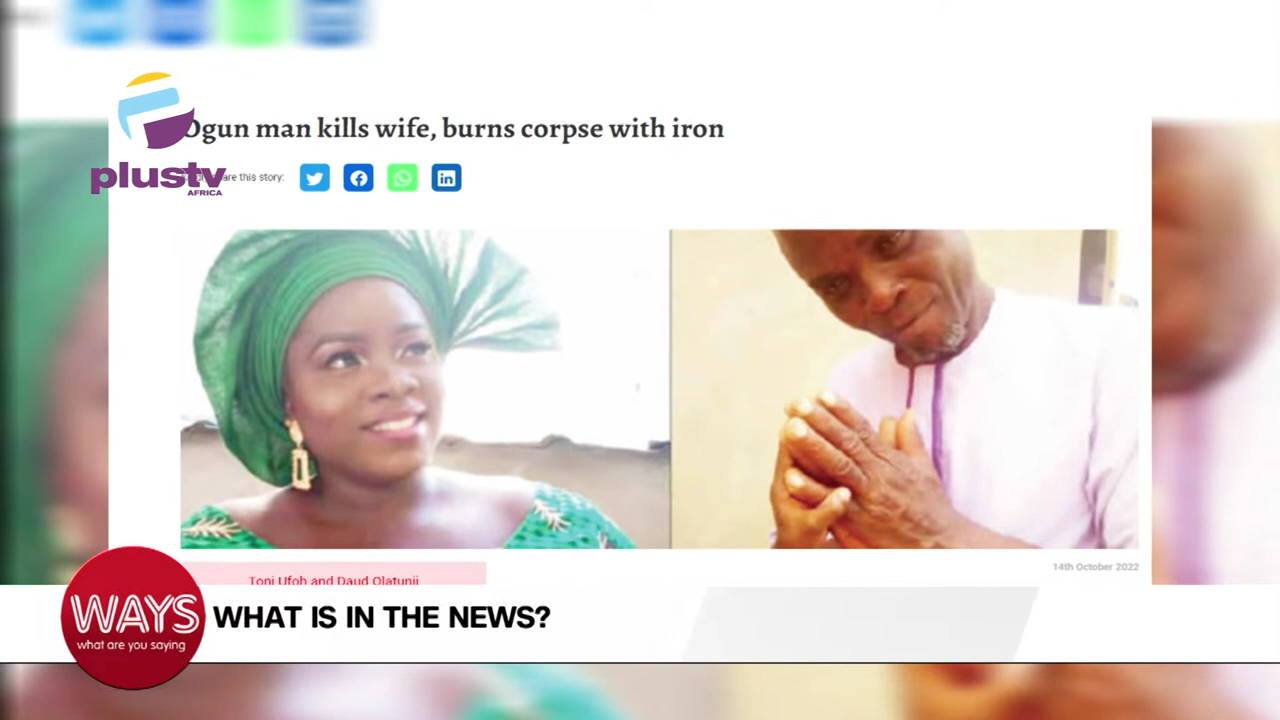 Ogun man kills wife, burns corpse with iron
plustv
AFRICA
are this story:
in
Toni Ufoh and Daud Olatunji
14th October 2022
WAYS
what are you saying
WHAT IS IN THE NEWS?